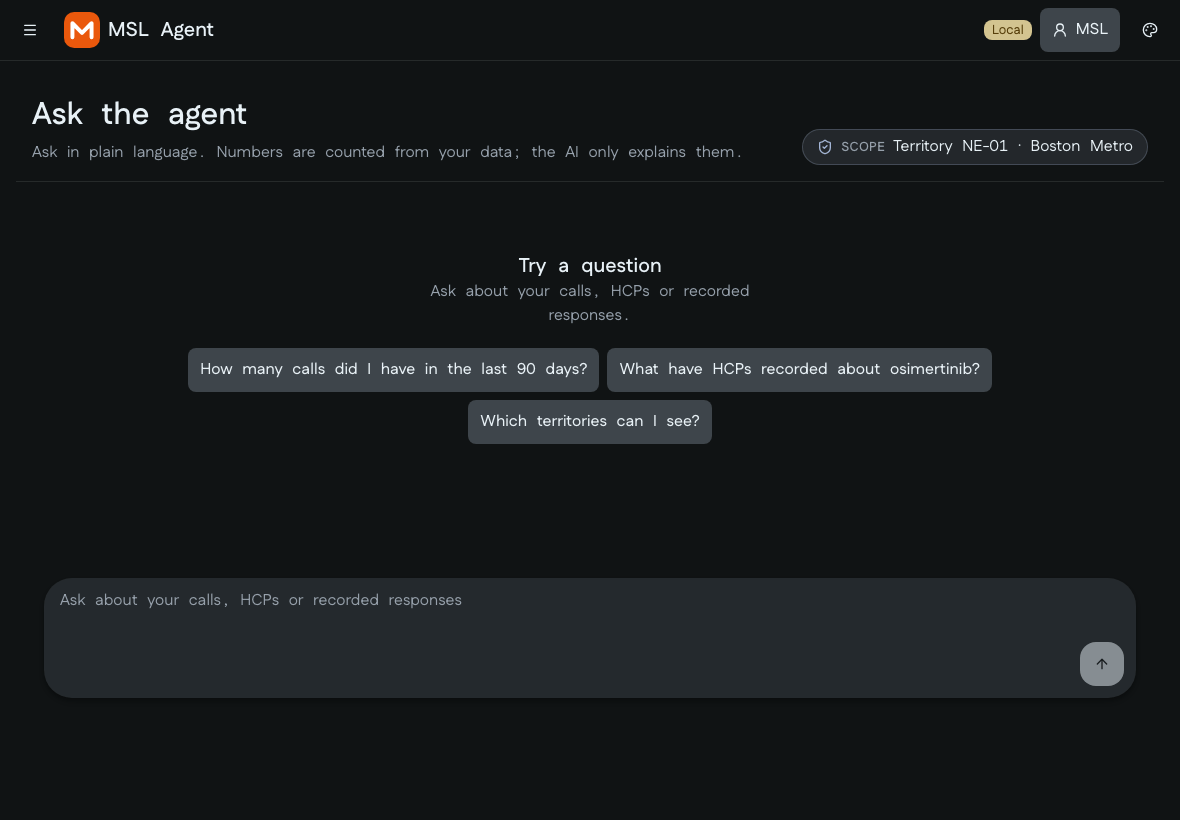 MSL Agent
Local
MSL
Ask the agent
Ask in plain language. Numbers are counted from your data; the AI only explains them.
SCOPE Territory NE-01 · Boston Metro
Try a question
Ask about your calls, HCPs or recorded
responses.
How many calls did I have in the last 90 days?
What have HCPs recorded about osimertinib?
Which territories can I see?
Ask about your calls, HCPs or recorded responses